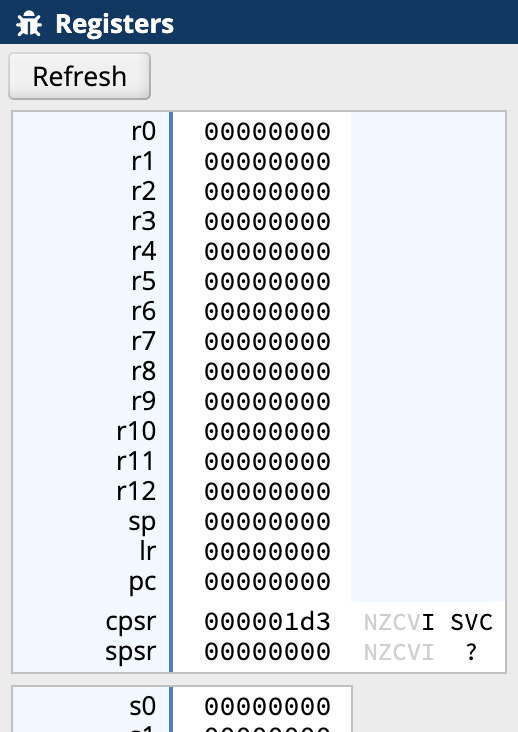 Registers
Refresh
r0 00000000
r1 00000000
r2 00000000
r3 00000000
r4 00000000
r5 00000000
r6 00000000
r7 00000000
r8 00000000
r9 00000000
r10 00000000
r11 00000000
r12 00000000
sp 00000000
lr 00000000
pc 00000000
cpsr 000001d3 NZCVI SVC
spsr 00000000 NZCVI ?
s0 00000000